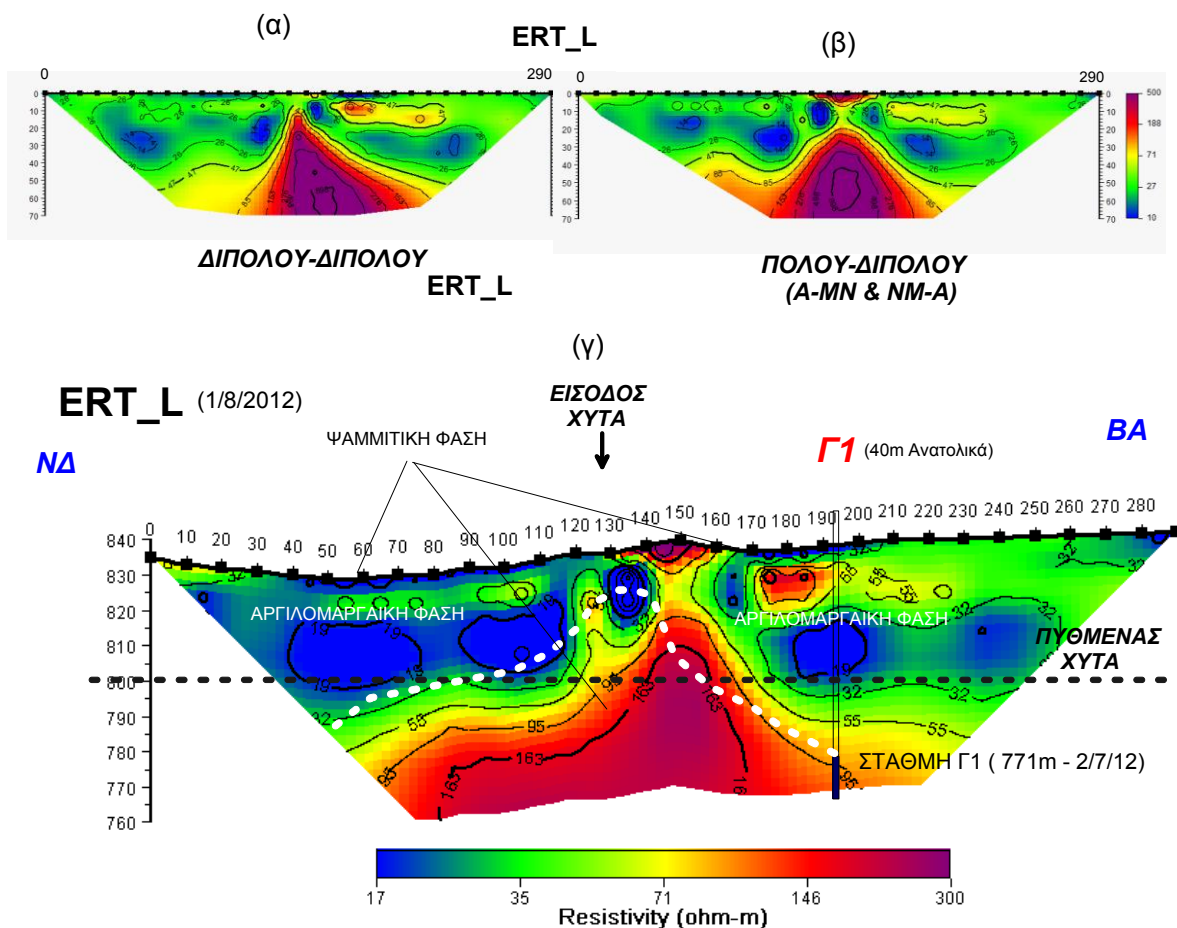 (α)
ERT_L
(β)
0
290
0
290
ΔΙΠΟΛΟΥ-ΔΙΠΟΛΟΥ
ΠΟΛΟΥ-ΔΙΠΟΛΟΥ
(A-MN & NM-A)
ERT_L
500
188
71
27
10
(γ)
ERT_L (1/8/2012)
ΕΙΣΟΔΟΣ
ΧΥΤΑ
ΨΑΜΜΙΤΙΚΗ ΦΑΣΗ
ΝΔ
Γ1 (40m Ανατολικά)
ΒΑ
0 10 20 30 40 50 60 70 80 90 100 110 120 130 140 150 160 170 180 190 200 210 220 230 240 250 260 270 280
840
830
820
810
800
790
780
770
760
ΑΡΓΙΛΟΜΑΡΓΑΙΚΗ ΦΑΣΗ
ΑΡΓΙΛΟΜΑΡΓΑΙΚΗ ΦΑΣΗ
ΠΥΘΜΕΝΑΣ
ΧΥΤΑ
ΣΤΑΘΜΗ Γ1 ( 771m - 2/7/12)
17 35 71 146 300
Resistivity (ohm-m)